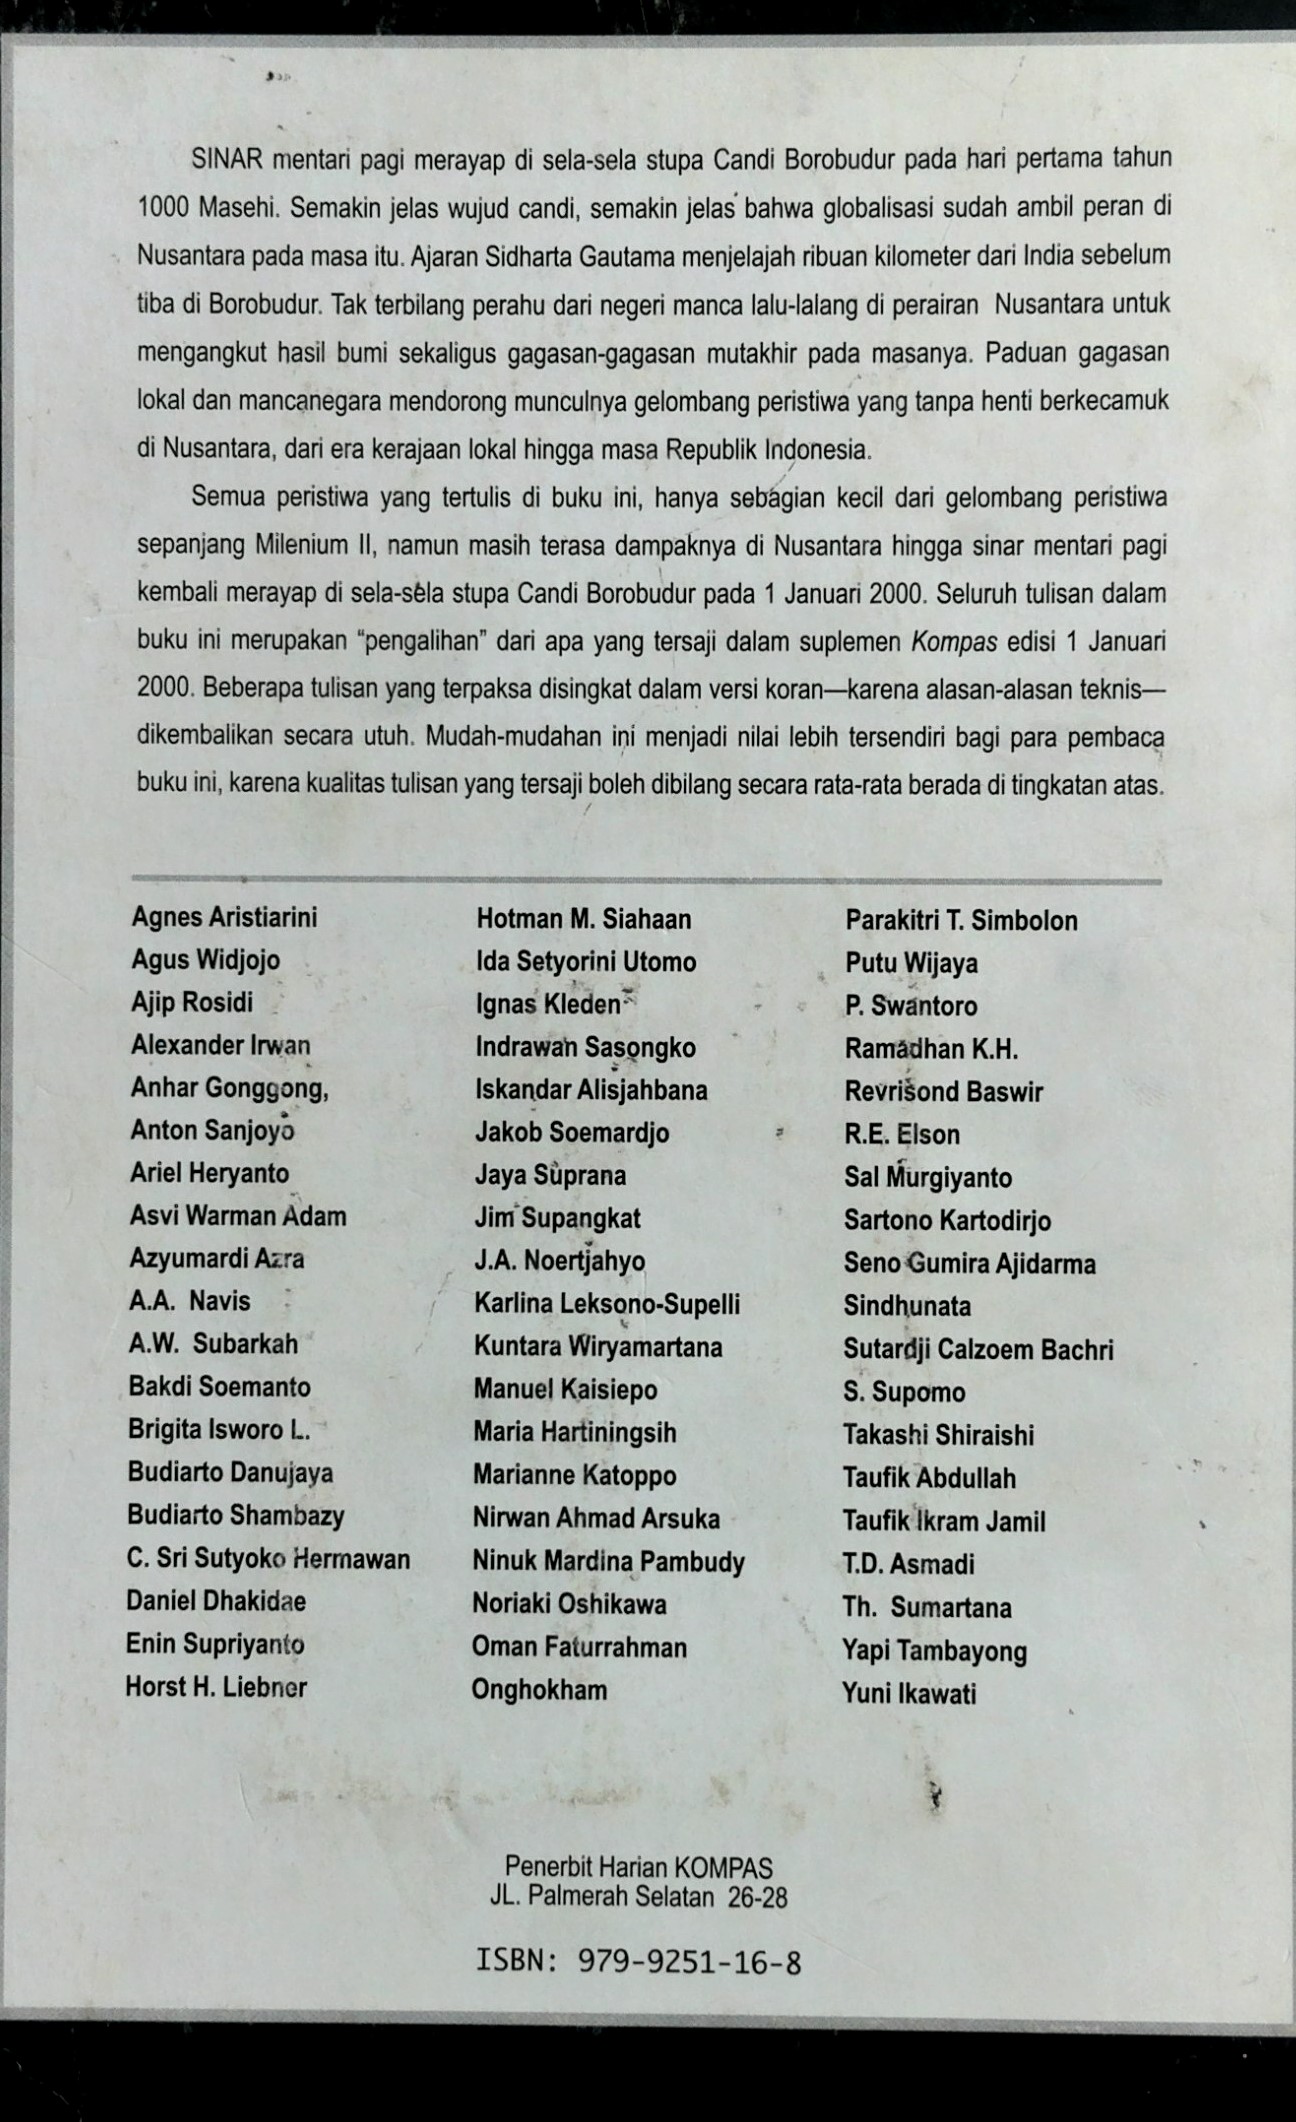 SINAR mentari pagi merayap di sela-sela stupa Candi Borobudur pada hari pertama tahun
1000 Masehi. Semakin jelas wujud candi, semakin jelas bahwa globalisasi sudah ambil peran di
Nusantara pada masa itu. Ajaran Sidharta Gautama menjelajah ribuan kilometer dari India sebelum
tiba di Borobudur. Tak terbilang perahu dari negeri manca lalu-lalang di perairan Nusantara untuk
mengangkut hasil bumi sekaligus gagasan-gagasan mutakhir pada masanya. Paduan gagasan
lokal dan mancanegara mendorong munculnya gelombang peristiwa yang tanpa henti berkecamuk
di Nusantara, dari era kerajaan lokal hingga masa Republik Indonesia.
Semua peristiwa yang tertulis di buku ini, hanya sebagian kecil dari gelombang peristiwa
sepanjang Milenium II, namun masih terasa dampaknya di Nusantara hingga sinar mentari pagi
kembali merayap di sela-sela stupa Candi Borobudur pada 1 Januari 2000. Seluruh tulisan dalam
buku ini merupakan “pengalihan” dari apa yang tersaji dalam suplemen Kompas edisi 1 Januari
2000. Beberapa tulisan yang terpaksa disingkat dalam versi koran—karena alasan-alasan teknis—
dikembalikan secara utuh. Mudah-mudahan ini menjadi nilai lebih tersendiri bagi para pembaca
buku ini, karena kualitas tulisan yang tersaji boleh dibilang secara rata-rata berada di tingkatan atas.
Agnes Aristiarini
Agus Widjojo
Ajip Rosidi
Alexander Irwan
Anhar Gonggong,
Anton Sanjoyo
Ariel Heryanto
Asvi Warman Adam
Azyumardi Azra
A.A. Navis
A.W. Subarkah
Bakdi Soemanto
Brigita Isworo L.
Budiarto Danujaya
Budiarto Shambazy
C. Sri Sutyoko Hermawan
Daniel Dhakidae
Enin Supriyanto
Horst H. Liebner
Hotman M. Siahaan
Ida Setyorini Utomo
Ignas Kleden
Indrawan Sasongko
Iskandar Alisjahbana
Jakob Soemardjo
Jaya Suprana
Jim Supangkat
J.A. Noertjahyo
Karlina Leksono-Supelli
Kuntara Wiryamartana
Manuel Kaisiepo
Maria Hartiningsih
Marianne Katoppo
Nirwan Ahmad Arsuka
Ninuk Mardina Pambudy
Noriaki Oshikawa
Oman Faturrahman
Onghokham
Parakitri T. Simbolon
Putu Wijaya
P. Swantoro
Ramadhan K.H.
Revrisond Baswir
R.E. Elson
Sal Murgiyanto
Sartono Kartodirjo
Seno Gumira Ajidarma
Sindhunata
Sutardji Calzoem Bachri
S. Supomo
Takashi Shiraishi
Taufik Abdullah
Taufik Ikram Jamil
T.D. Asmadi
Th. Sumartana
Yapi Tambayong
Yuni Ikawati
Penerbit Harian KOMPAS
JL. Palmerah Selatan 26-28
ISBN: 979-9251-16-8